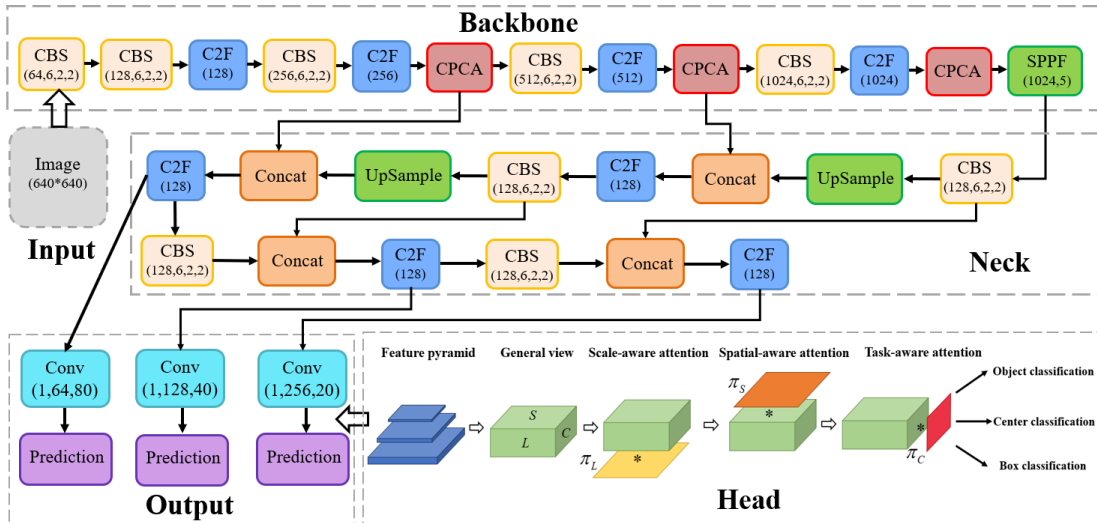 Backbone
CBS
(64,6,2,2)
CBS
(128,6,2,2)
C2F
(128)
CBS
(256,6,2,2)
C2F
(256)
CPCA
CBS
(512,6,2,2)
C2F
(512)
CPCA
CBS
(1024,6,2,2)
C2F
(1024)
CPCA
SPPF
(1024,5)
Image
(640*640)
Input
C2F
(128)
Concat
UpSample
CBS
(128,6,2,2)
C2F
(128)
Concat
UpSample
CBS
(128,6,2,2)
CBS
(128,6,2,2)
Concat
C2F
(128)
CBS
(128,6,2,2)
Concat
C2F
(128)
Neck
Conv
(1,64,80)
Conv
(1,128,40)
Conv
(1,256,20)
Prediction
Prediction
Prediction
Output
Feature pyramid
General view
Scale-aware attention
Spatial-aware attention
Task-aware attention
S
L
C
π_L
*
π_S
*
π_C
*
Object classification
Center classification
Box classification
Head